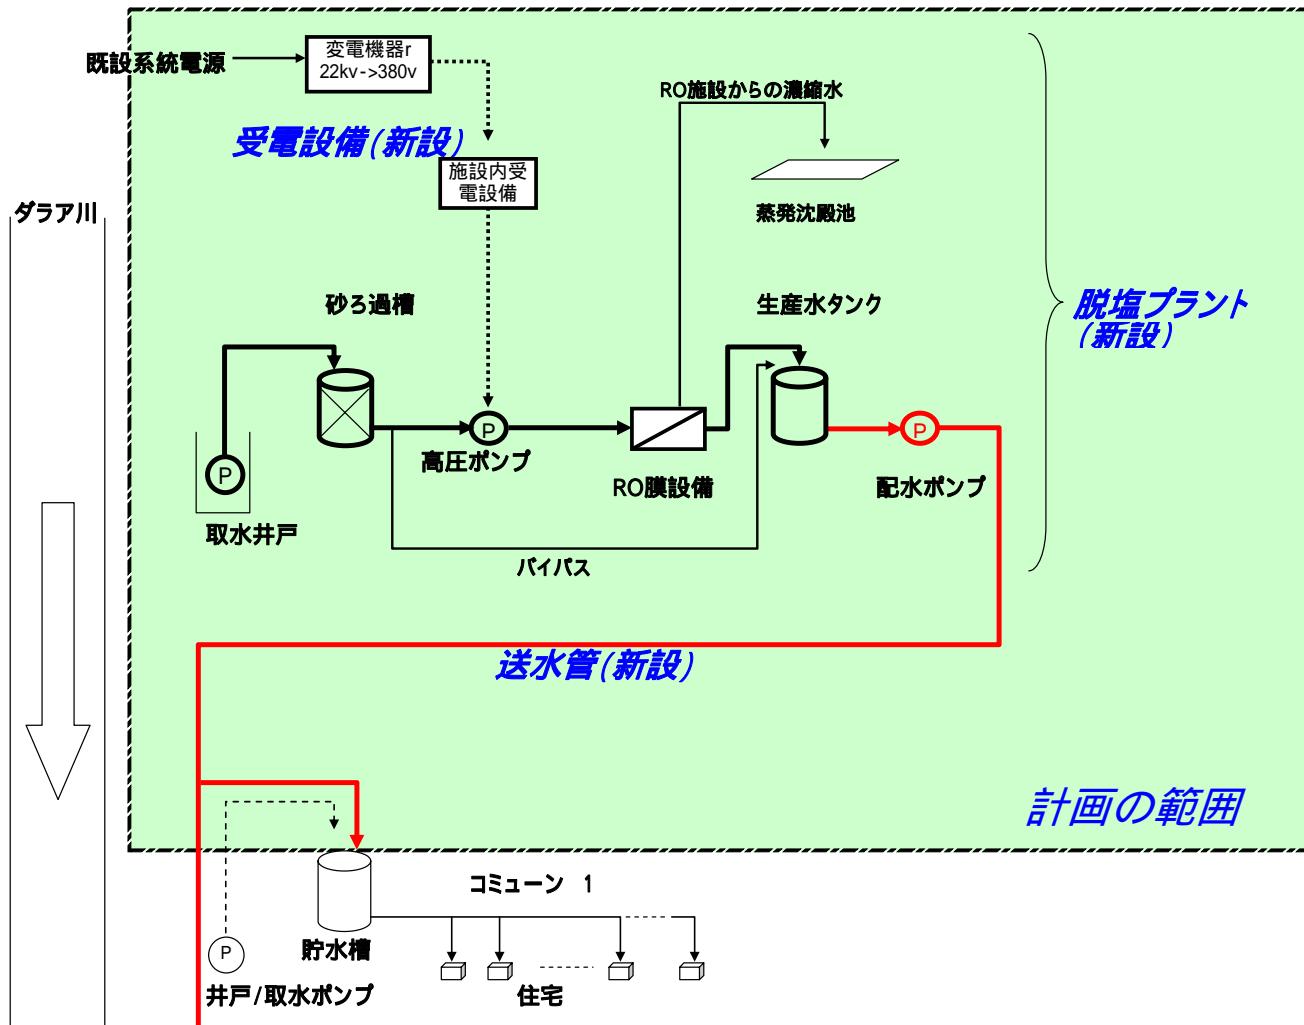 既設系統電源
変電機器r
22kv->380v
RO施設からの濃縮水
受電設備(新設)
施設内受
電設備
ダラア川
蒸発沈殿池
砂ろ過槽
生産水タンク
脱塩プラント
(新設)
P
P
P
高圧ポンプ
RO膜設備
配水ポンプ
取水井戸
バイパス
送水管(新設)
計画の範囲
コミューン 1
P
貯水槽
井戸/取水ポンプ
住宅